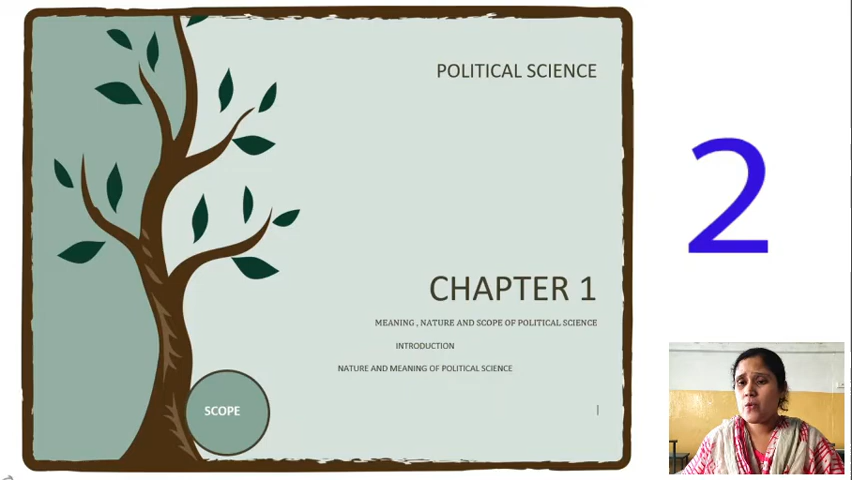 POLITICAL SCIENCE
2
CHAPTER 1
MEANING , NATURE AND SCOPE OF POLITICAL SCIENCE
INTRODUCTION
NATURE AND MEANING OF POLITICAL SCIENCE
SCOPE